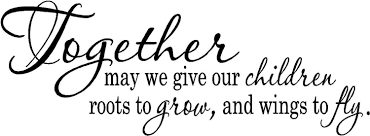 Together
may we give our children
roots to grow, and wings to fly.